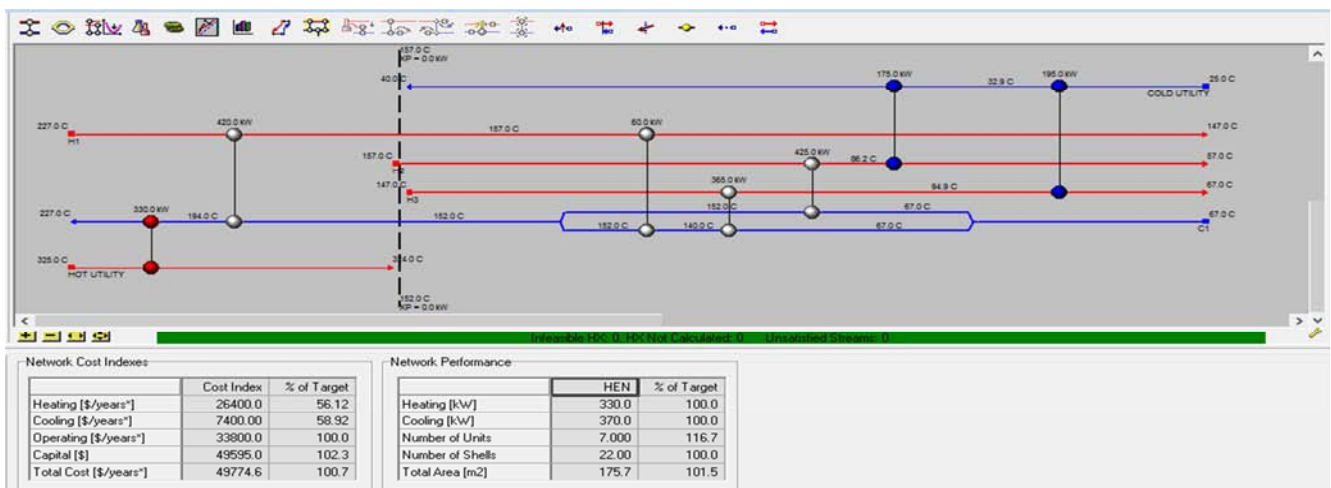 157.0 C
KP = 0.0 kW
40.0 C
175.0 kW
32.9 C
195.0 kW
25.0 C
COLD UTILITY
227.0 C
420.0 kW
157.0 C
60.0 kW
147.0 C
H1
157.0 C
425.0 kW
86.2 C
57.0 C
147.0 C
365.0 kW
94.9 C
67.0 C
H3
227.0 C
330.0 kW
194.0 C
152.0 C
152.0 C
67.0 C
67.0 C
152.0 C
140.0 C
67.0 C
C1
325.0 C
HOT UTILITY
152.0 C
KP = 0.0 kW
Infeasible HX: 0, HX Not Calculated: 0 Unsatisfied Streams: 0
Network Cost Indexes
Cost Index % of Target
Heating [$/years*] 26400.0 56.12
Cooling [$/years*] 7400.00 58.92
Operating [$/years*] 33800.0 100.0
Capital [$] 49595.0 102.3
Total Cost [$/years*] 49774.6 100.7
Network Performance
HEN % of Target
Heating [kW] 330.0 100.0
Cooling [kW] 370.0 100.0
Number of Units 7.000 116.7
Number of Shells 22.00 100.0
Total Area [m2] 175.7 101.5